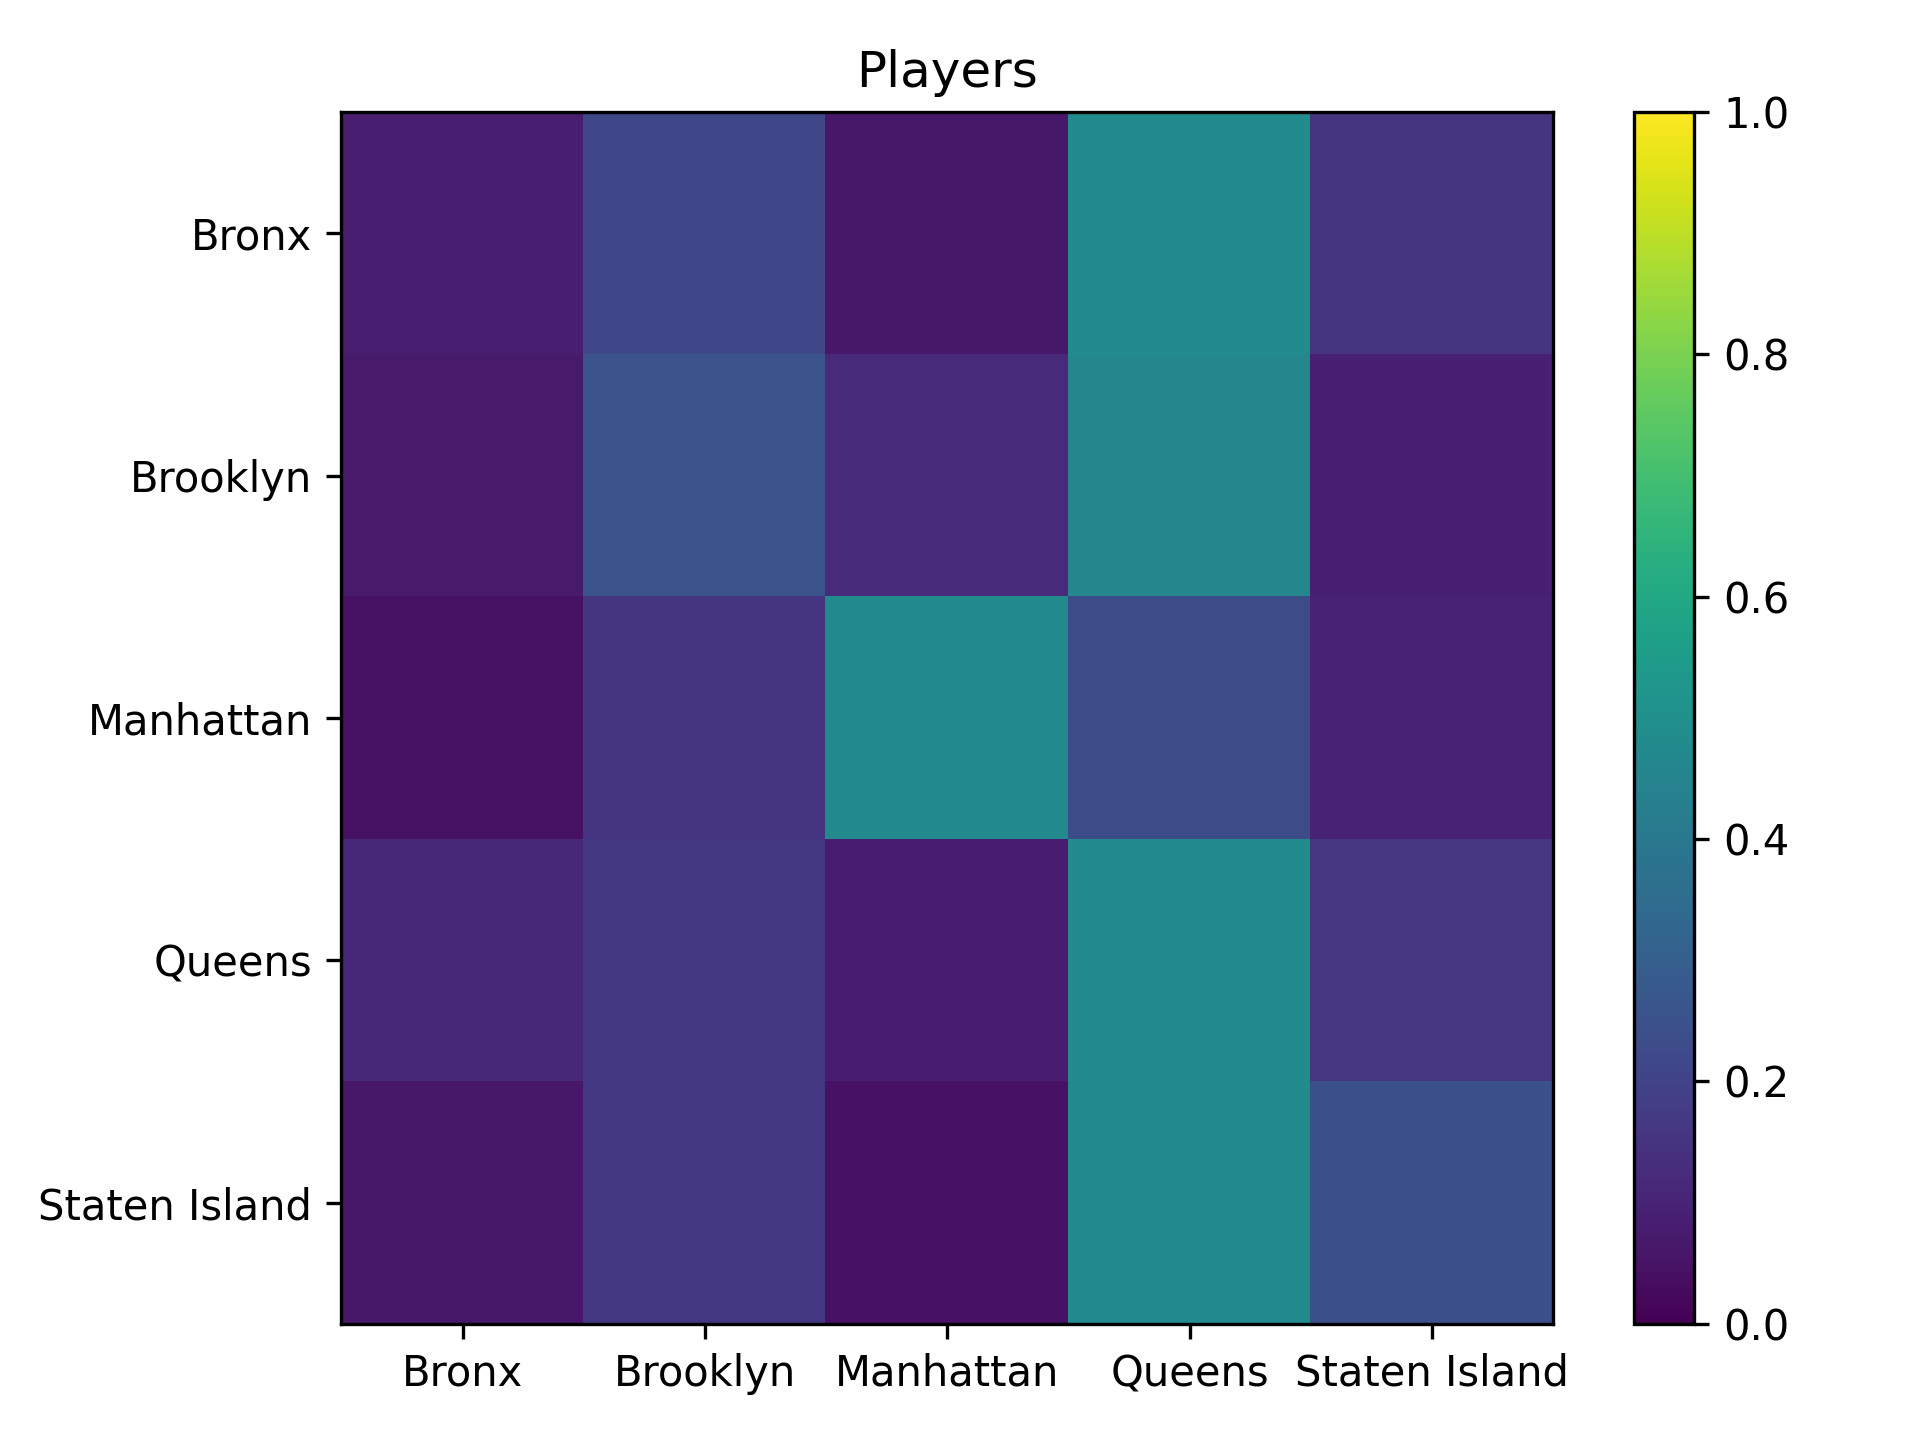 Players
Bronx
Brooklyn
Manhattan
Queens
Staten Island
Bronx Brooklyn Manhattan Queens Staten Island
1.0
0.8
0.6
0.4
0.2
0.0